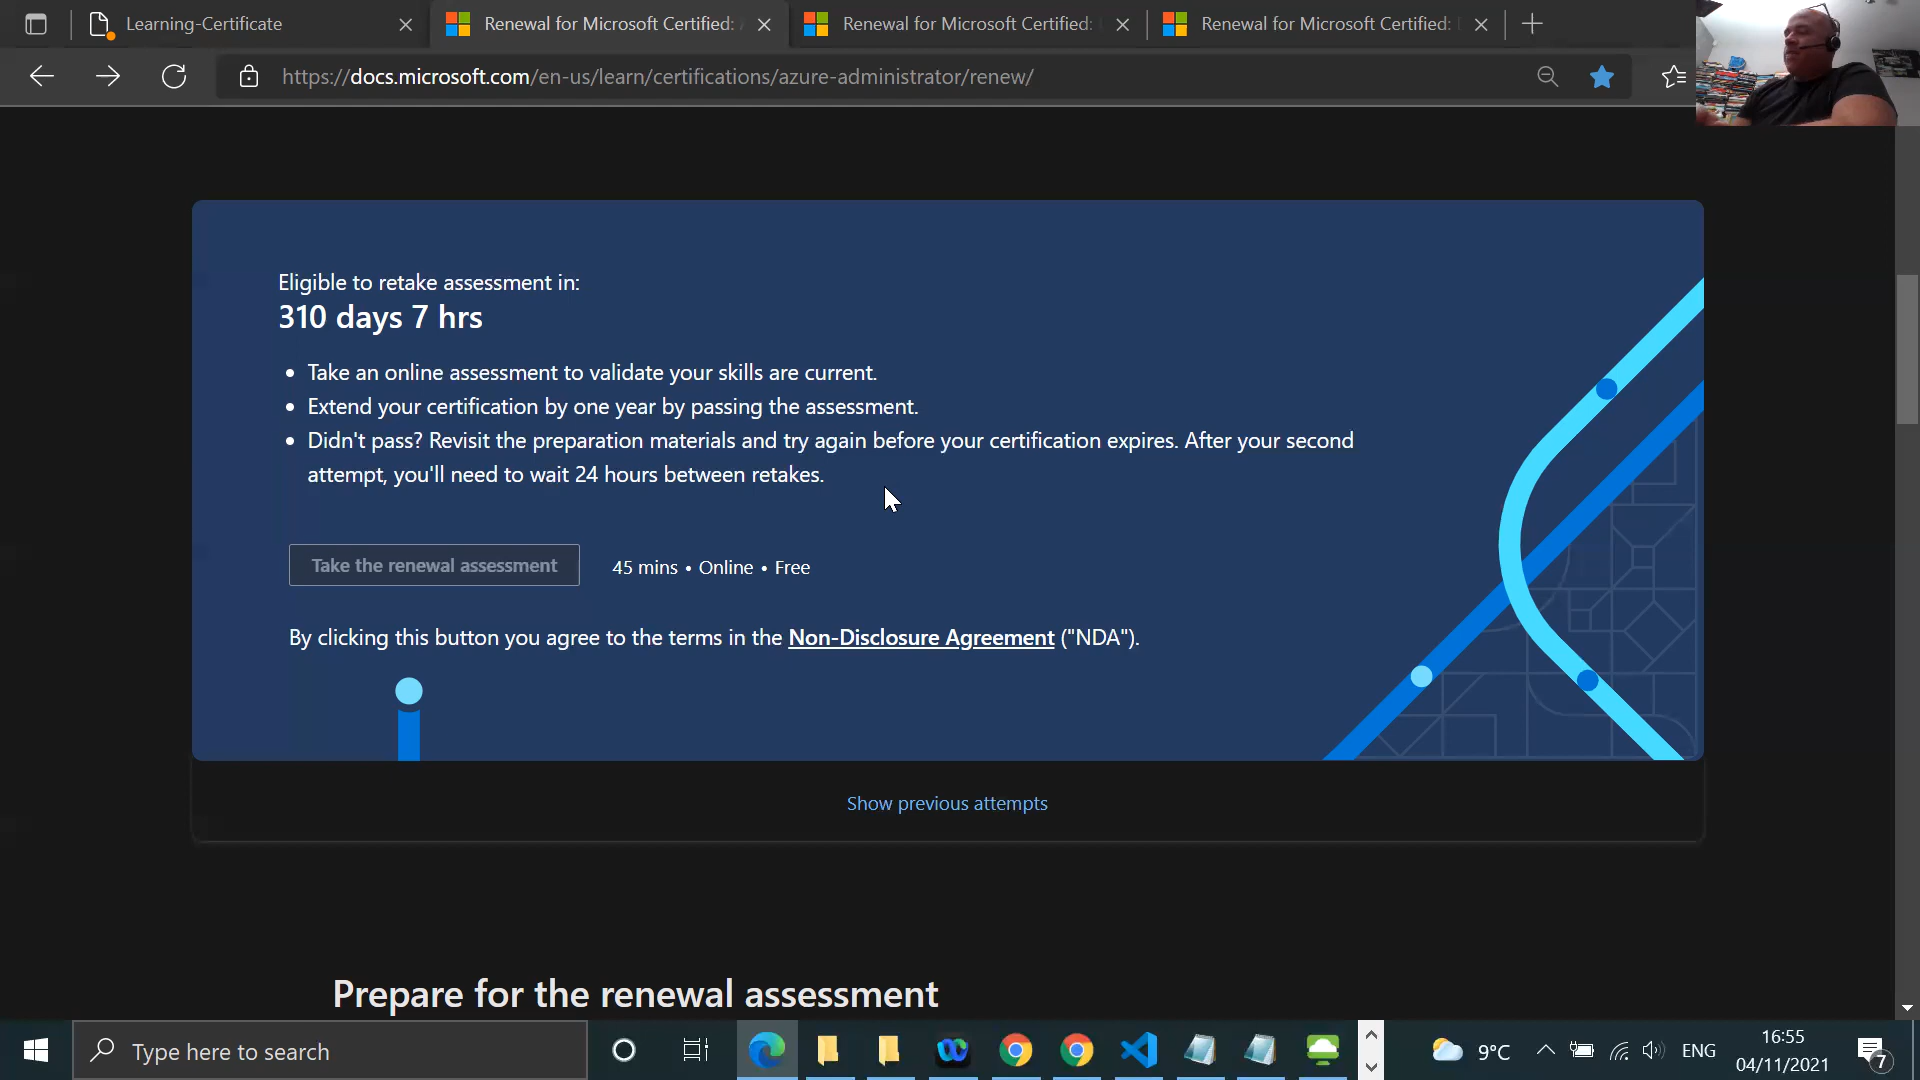 Learning-Certificate
Renewal for Microsoft Certified:
Renewal for Microsoft Certified:
Renewal for Microsoft Certified:
https://docs.microsoft.com/en-us/learn/certifications/azure-administrator/renew/
Eligible to retake assessment in:
310 days 7 hrs
• Take an online assessment to validate your skills are current.
• Extend your certification by one year by passing the assessment.
• Didn't pass? Revisit the preparation materials and try again before your certification expires. After your second
attempt, you'll need to wait 24 hours between retakes.
Take the renewal assessment
45 mins • Online • Free
By clicking this button you agree to the terms in the Non-Disclosure Agreement ("NDA").
Show previous attempts
Prepare for the renewal assessment
Type here to search
9°C
ENG
16:55
04/11/2021
7